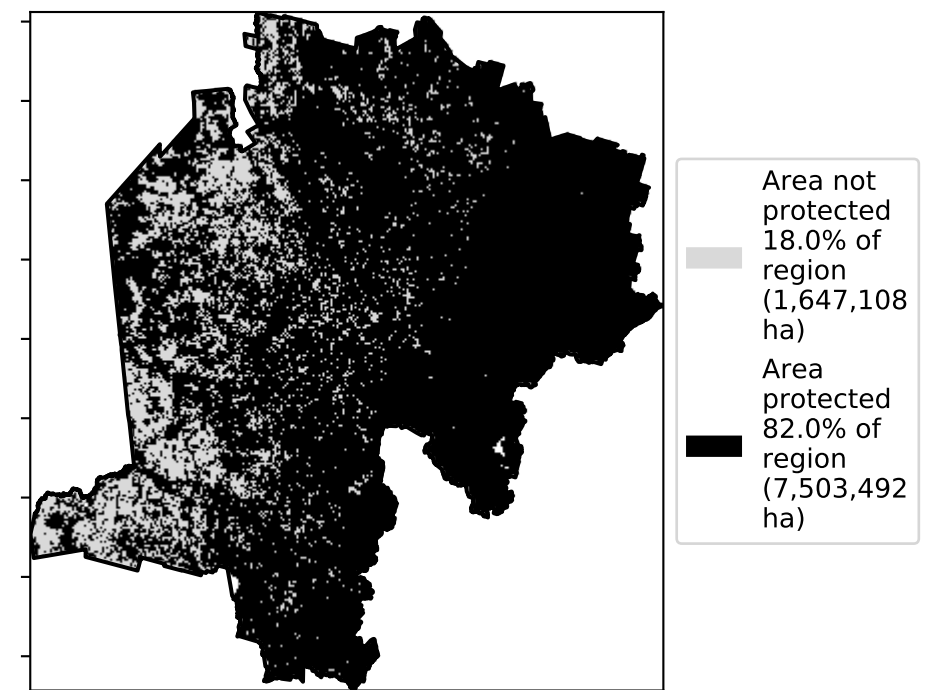 Area not
protected
18.0% of
region
(1,647,108
ha)
Area
protected
82.0% of
region
(7,503,492
ha)